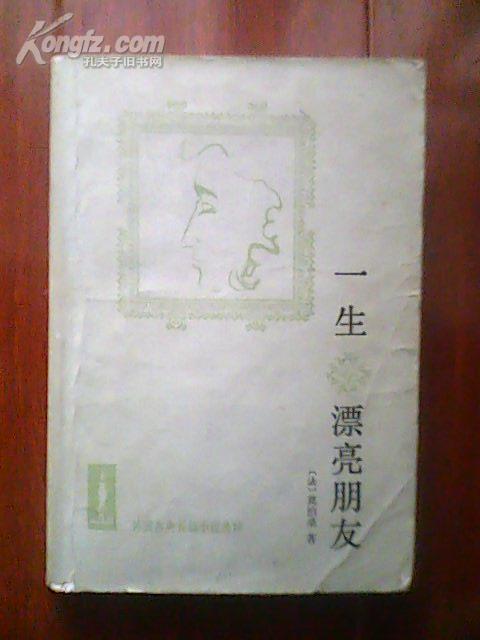 Kongfz.com
孔夫子旧书网
一生
漂亮朋友
〔法〕莫泊桑 著